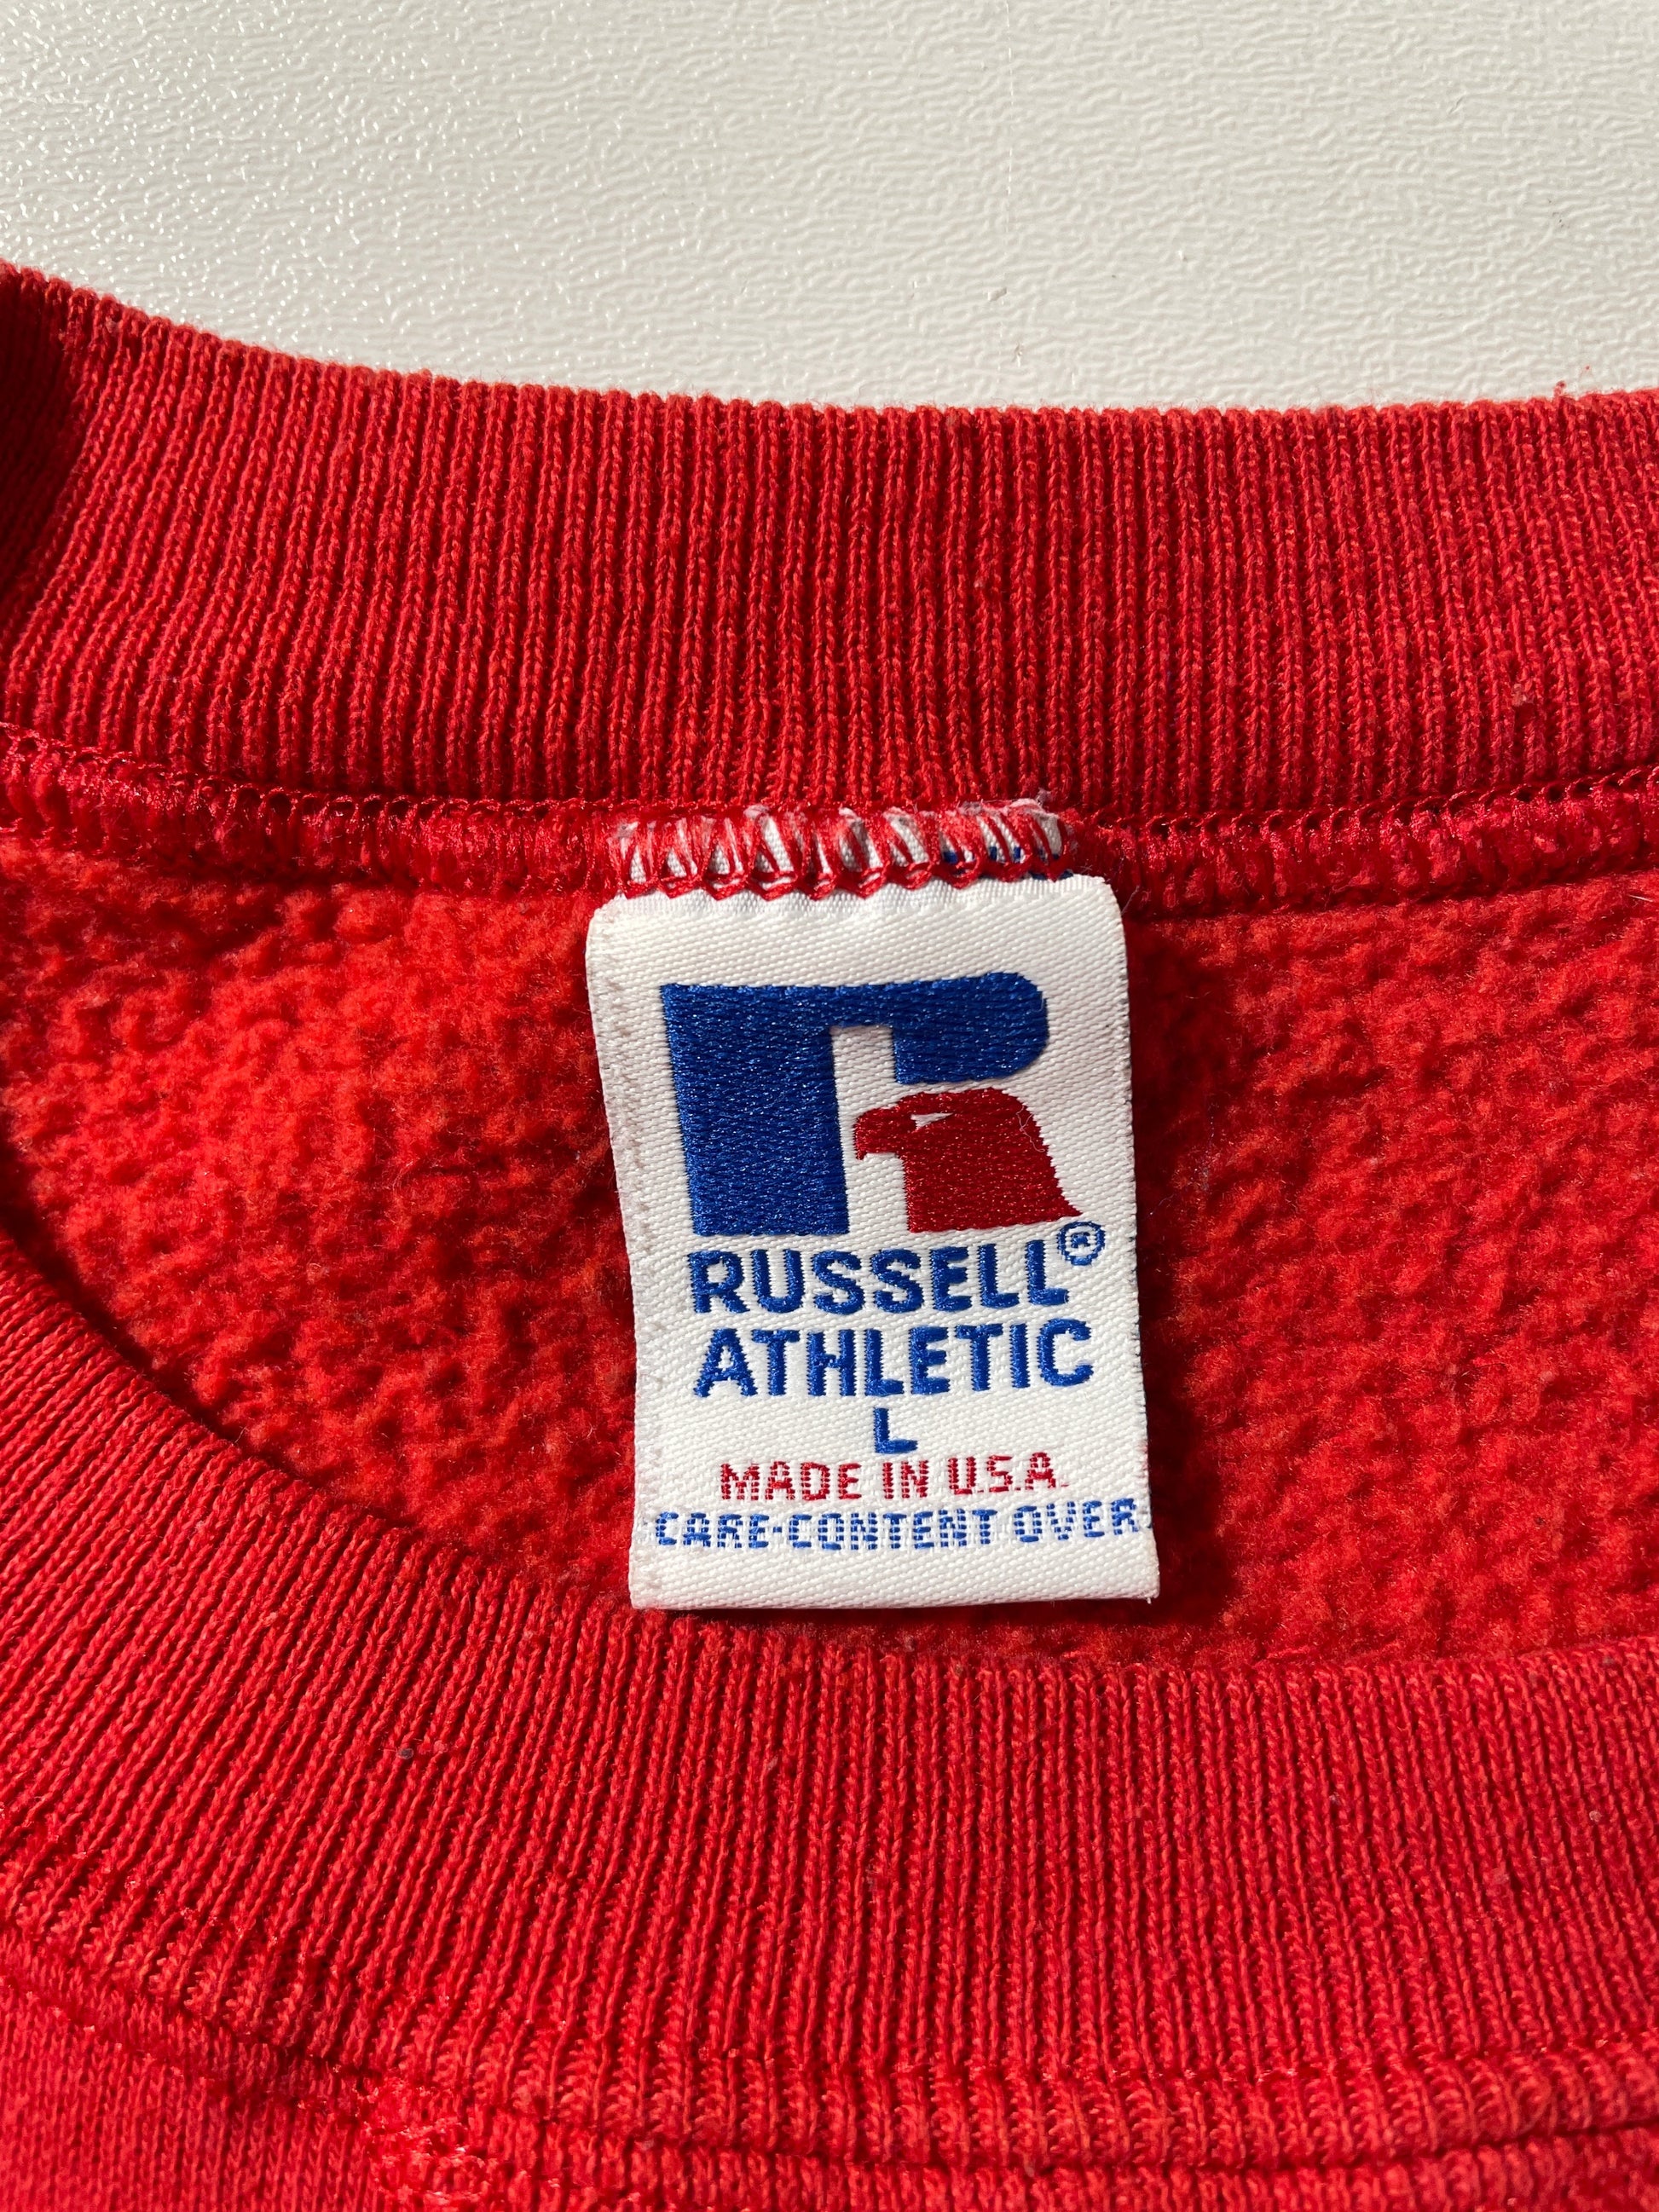 R
RUSSELL®
ATHLETIC
L
MADE IN U.S.A.
CARE-CONTENT OVER